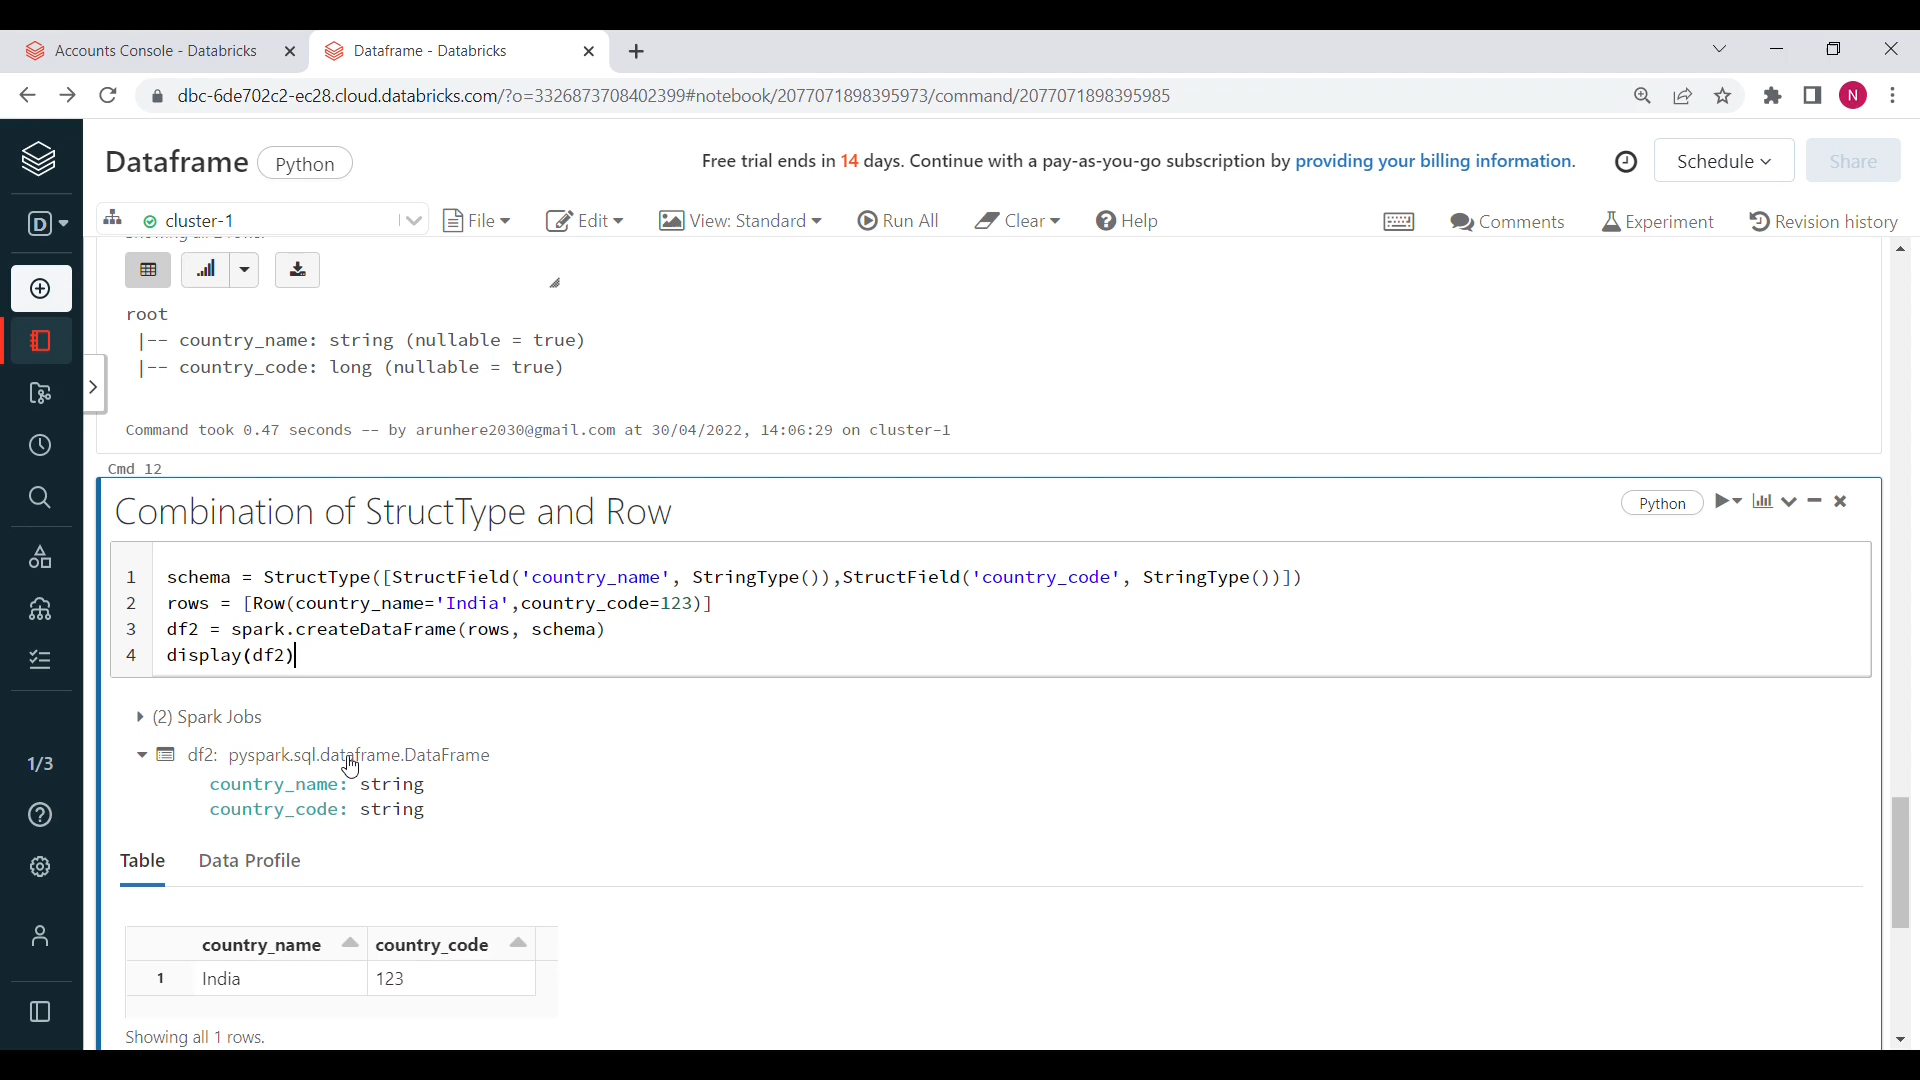 Accounts Console - Databricks
Dataframe - Databricks
dbc-6de702c2-ec28.cloud.databricks.com/?o=3326873708402399#notebook/2077071898395973/command/2077071898395985
N
Dataframe Python
Free trial ends in 14 days. Continue with a pay-as-you-go subscription by providing your billing information.
Schedule
Share
D
cluster-1
File
Edit
View: Standard
Run All
Clear
Help
Comments
Experiment
Revision history
root
|-- country_name: string (nullable = true)
|-- country_code: long (nullable = true)
Command took 0.47 seconds -- by arunhere2030@gmail.com at 30/04/2022, 14:06:29 on cluster-1
Cmd 12
Combination of StructType and Row
Python
1 schema = StructType([StructField('country_name', StringType()),StructField('country_code', StringType())])
2 rows = [Row(country_name='India',country_code=123)]
3 df2 = spark.createDataFrame(rows, schema)
4 display(df2)
(2) Spark Jobs
df2: pyspark.sql.dataframe.DataFrame
country_name: string
country_code: string
1/3
Table Data Profile
country_name country_code
1 India 123
Showing all 1 rows.